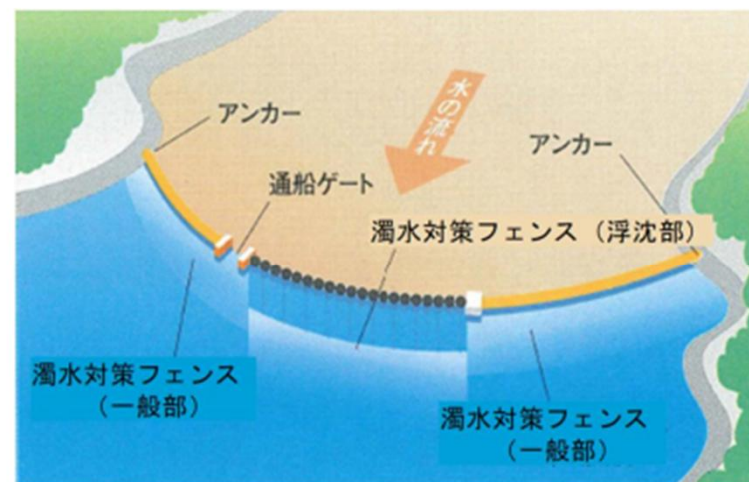 アンカー
水の流れ
アンカー
通船ゲート
濁水対策フェンス（浮沈部）
濁水対策フェンス
（一般部）
濁水対策フェンス
（一般部）